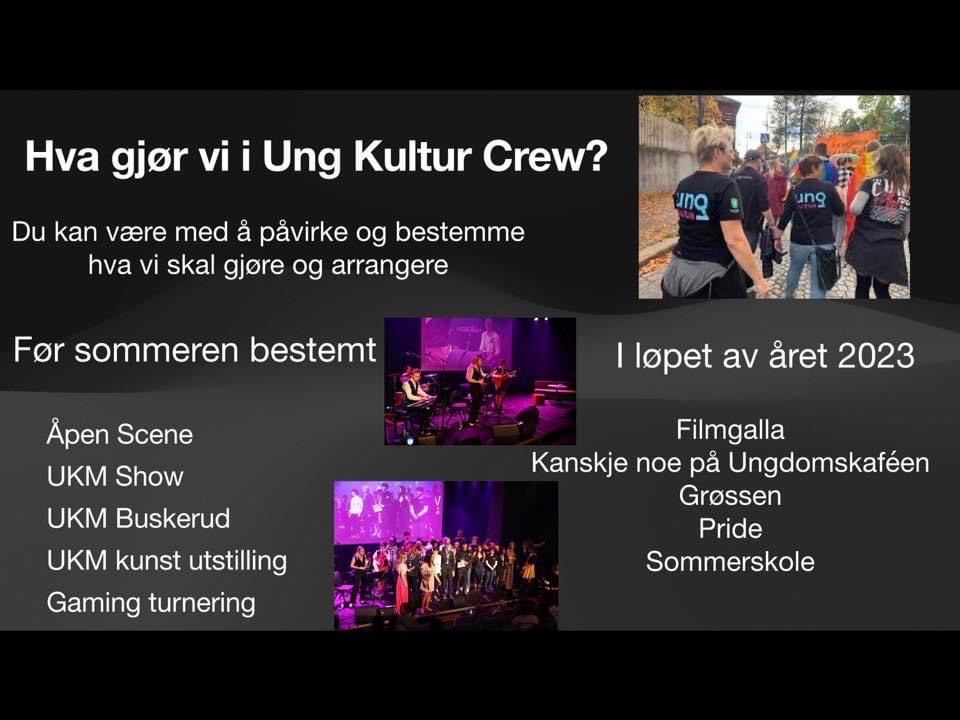 Hva gjør vi i Ung Kultur Crew?
Du kan være med å påvirke og bestemme
hva vi skal gjøre og arrangere
ung
ung
Før sommeren bestemt
Åpen Scene
UKM Show
UKM Buskerud
UKM kunst utstilling
Gaming turnering
I løpet av året 2023
Filmgalla
Kanskje noe på Ungdomskaféen
Grøssen
Pride
Sommerskole